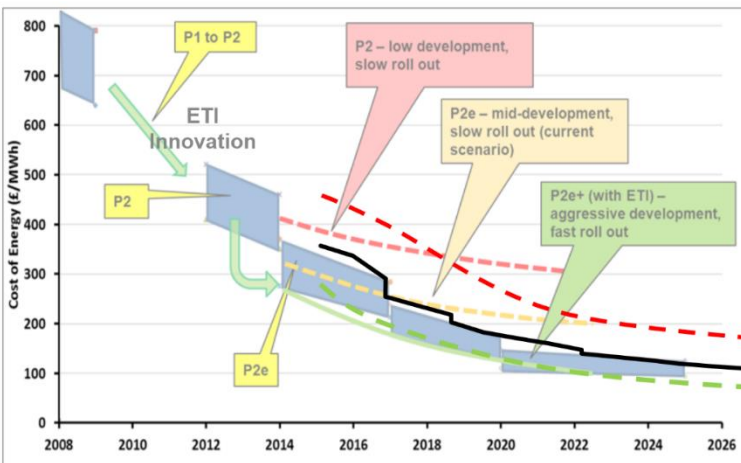 Cost of Energy (£/MWh)
800
700
600
500
400
300
200
100
0
2008
2010
2012
2014
2016
2018
2020
2022
2024
2026
P1 to P2
ETI
Innovation
P2
P2e
P2 – low development,
slow roll out
P2e – mid-development,
slow roll out (current
scenario)
P2e+ (with ETI) –
aggressive development,
fast roll out